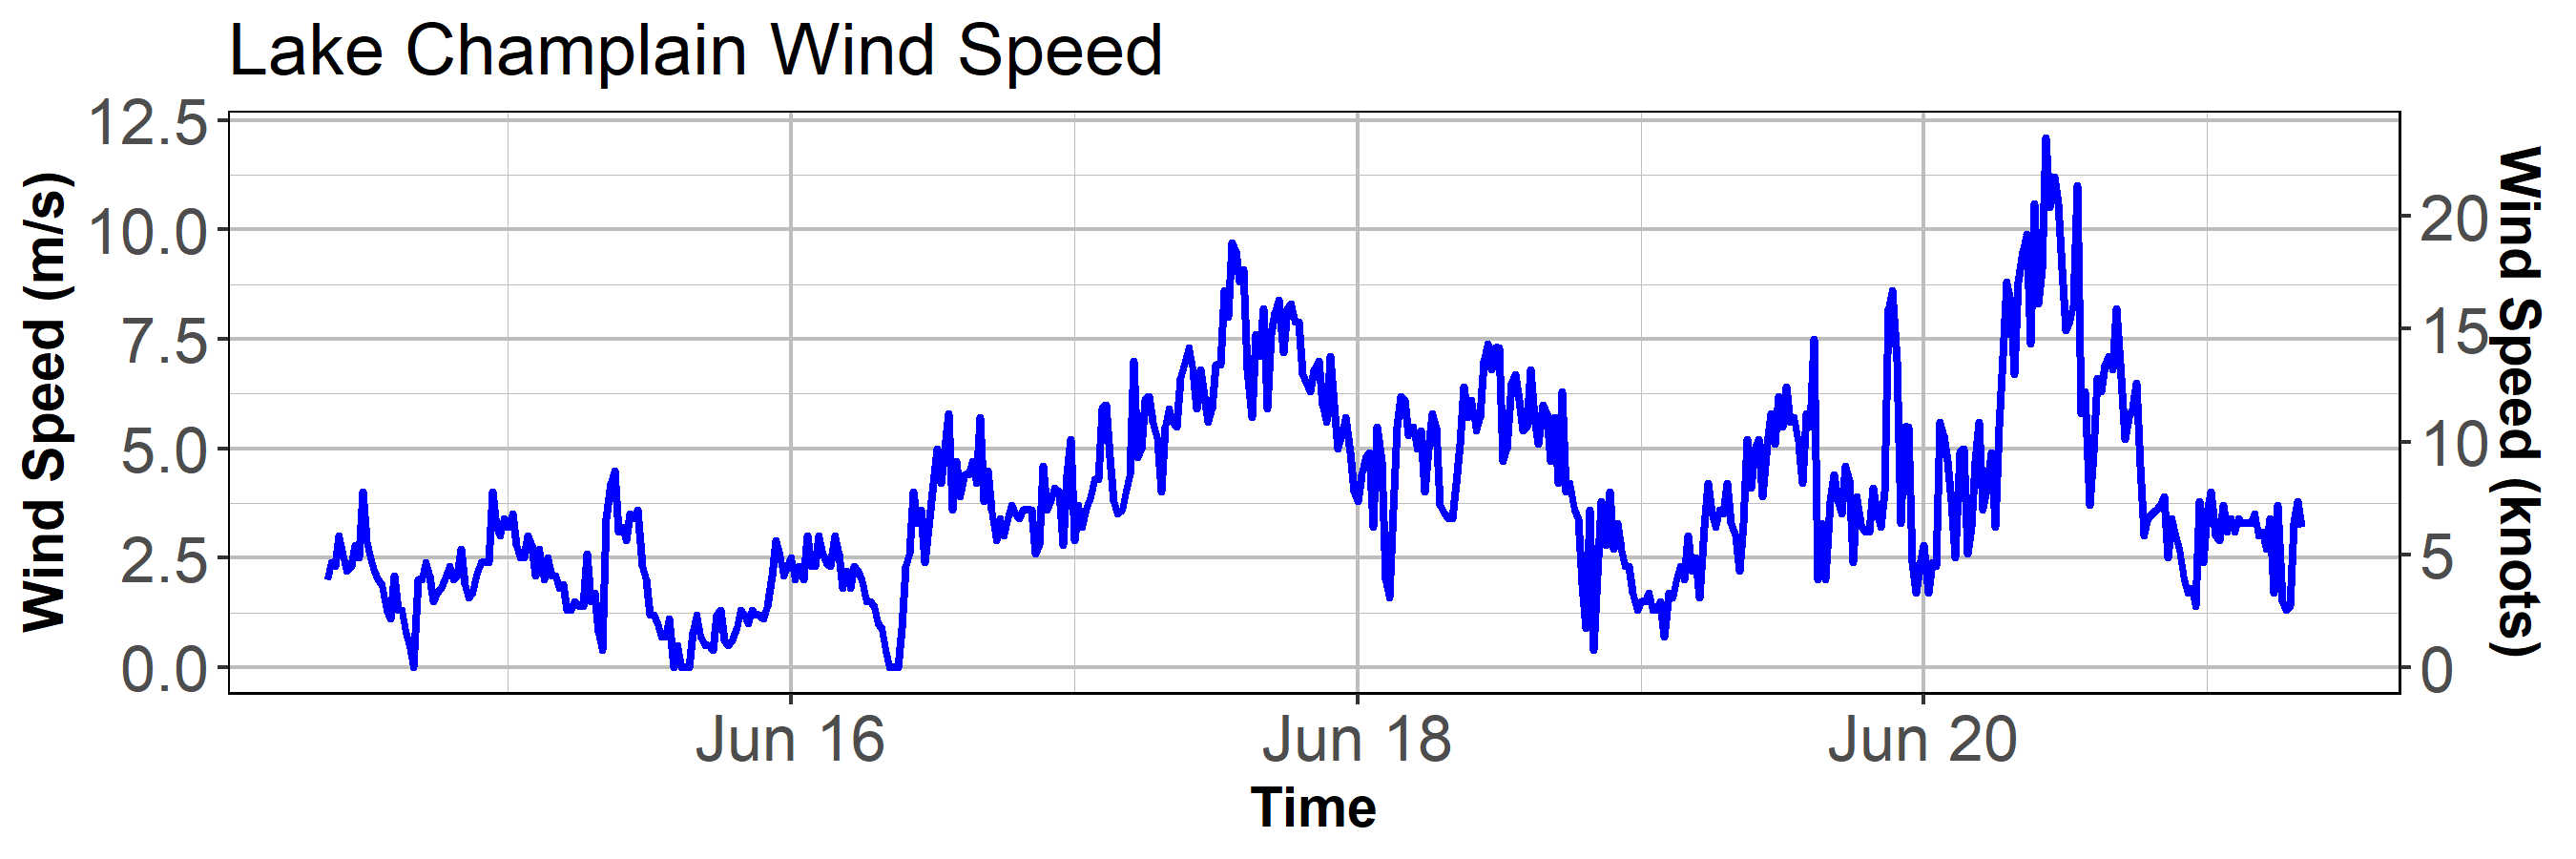 Lake Champlain Wind Speed
Wind Speed (m/s)
12.5
10.0
7.5
5.0
2.5
0.0
Wind Speed (knots)
20
15
10
5
0
Jun 16 Jun 18 Jun 20
Time